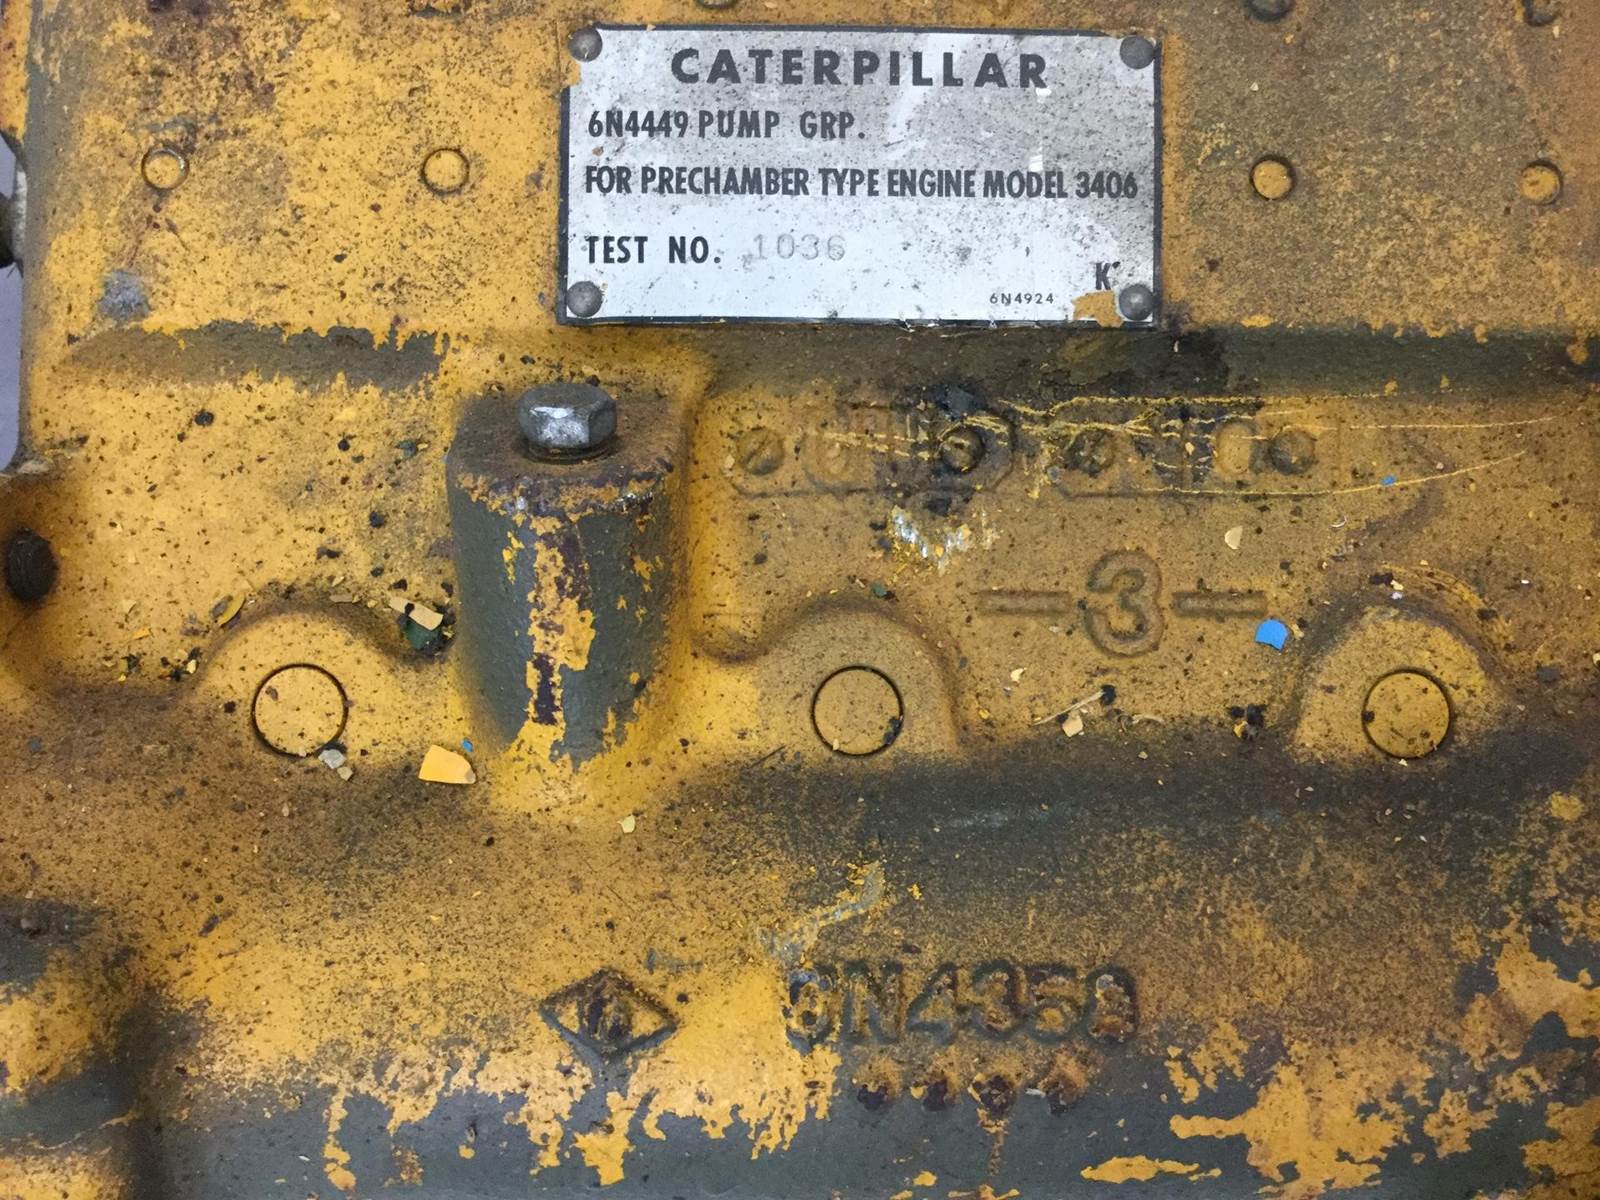 CATERPILLAR
6N4449 PUMP GRP.
FOR PRECHAMBER TYPE ENGINE MODEL 3406
TEST NO. 1036
K
6N4924
-3-